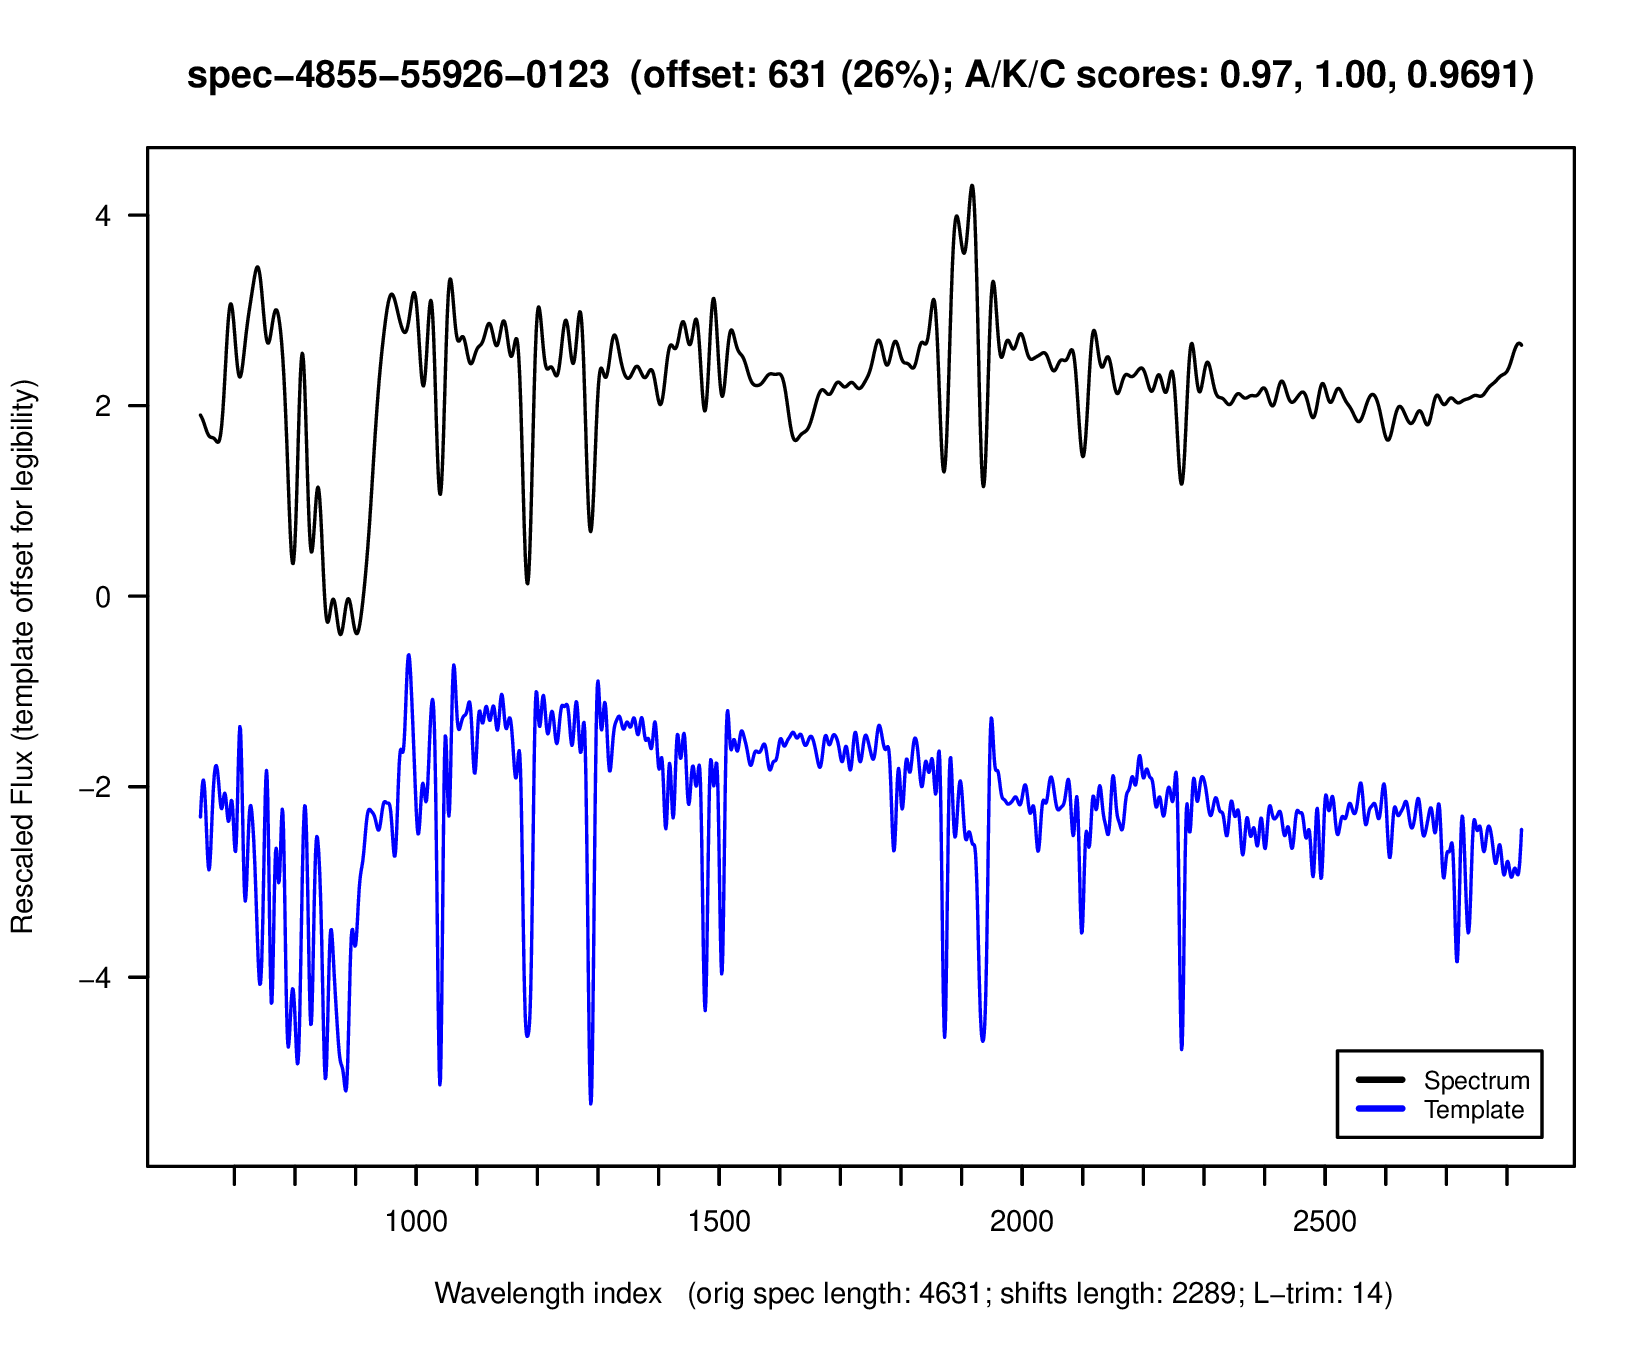 spec−4855−55926−0123 (offset: 631 (26%); A/K/C scores: 0.97, 1.00, 0.9691)
Rescaled Flux (template offset for legibility)
4
2
0
−2
−4
Spectrum
Template
1000 1500 2000 2500
Wavelength index (orig spec length: 4631; shifts length: 2289; L−trim: 14)